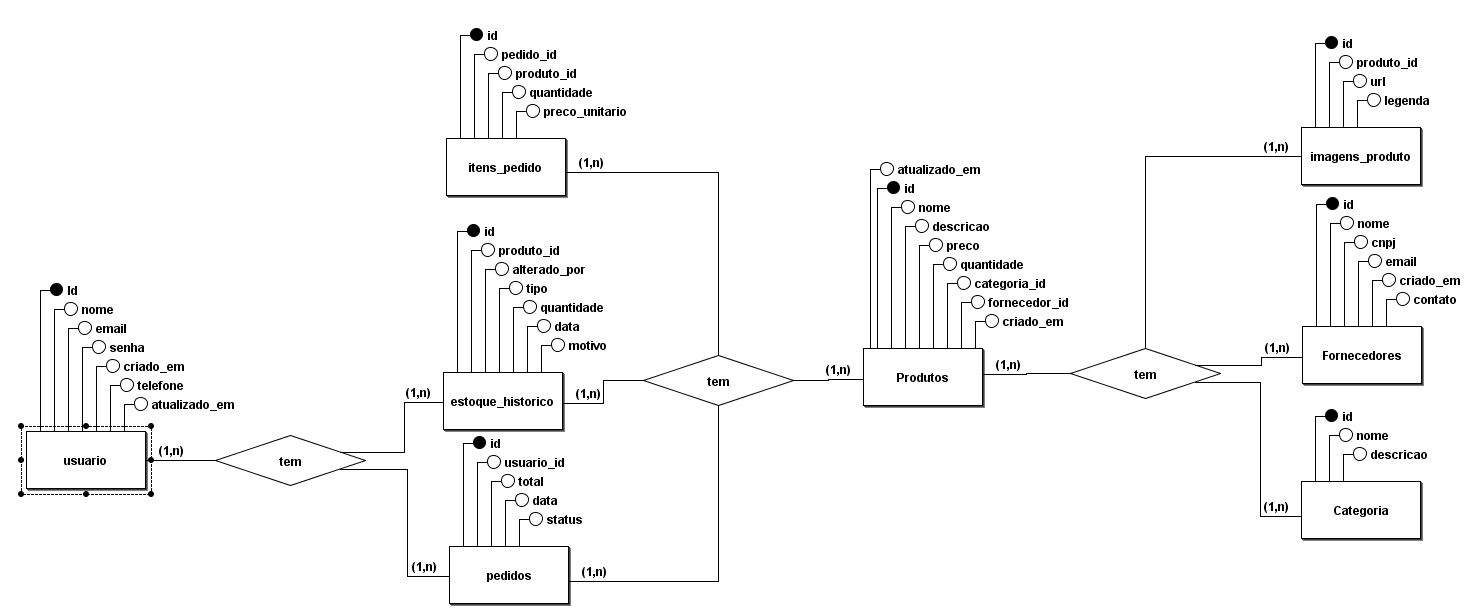 id
pedido_id
produto_id
quantidade
preco_unitario
itens_pedido
(1,n)
id
produto_id
alterado_por
tipo
quantidade
data
motivo
estoque_historico
(1,n)
(1,n)
Id
nome
email
senha
criado_em
telefone
atualizado_em
usuario
(1,n)
tem
id
usuario_id
total
data
status
pedidos
(1,n)
(1,n)
tem
(1,n)
atualizado_em
id
nome
descricao
preco
quantidade
categoria_id
fornecedor_id
criado_em
Produtos
(1,n)
tem
id
produto_id
url
legenda
imagens_produto
(1,n)
id
nome
cnpj
email
criado_em
contato
Fornecedores
(1,n)
id
nome
descricao
Categoria
(1,n)